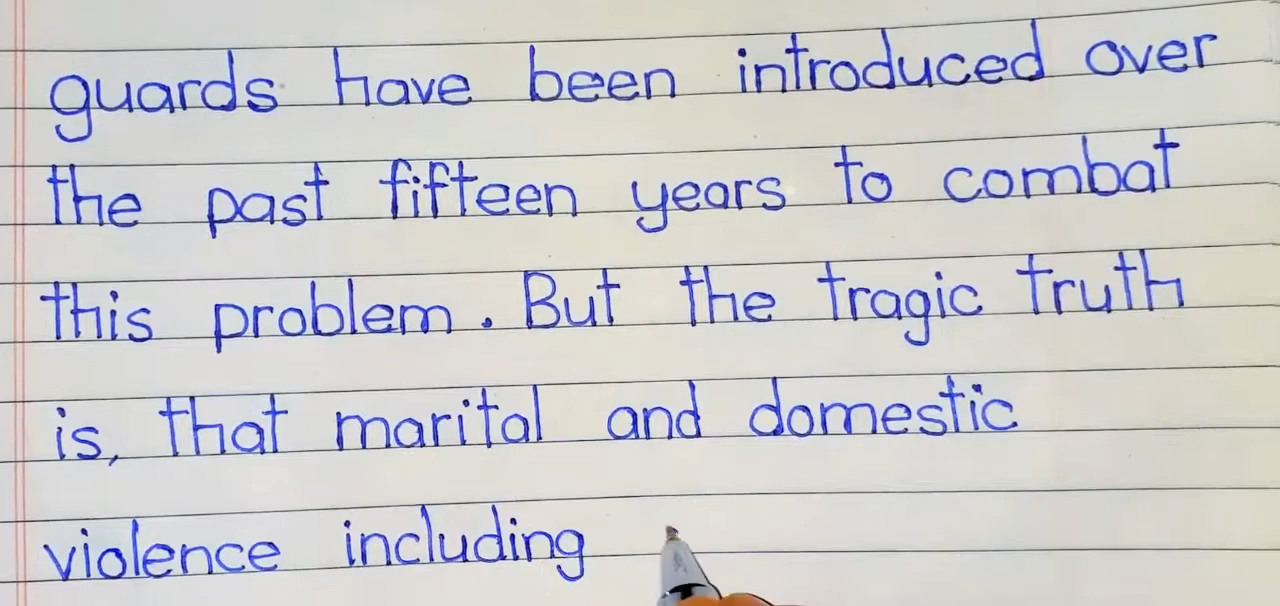 guards have been introduced over
the past fifteen years to combat
this problem. But the tragic truth
is, that marital and domestic
violence including